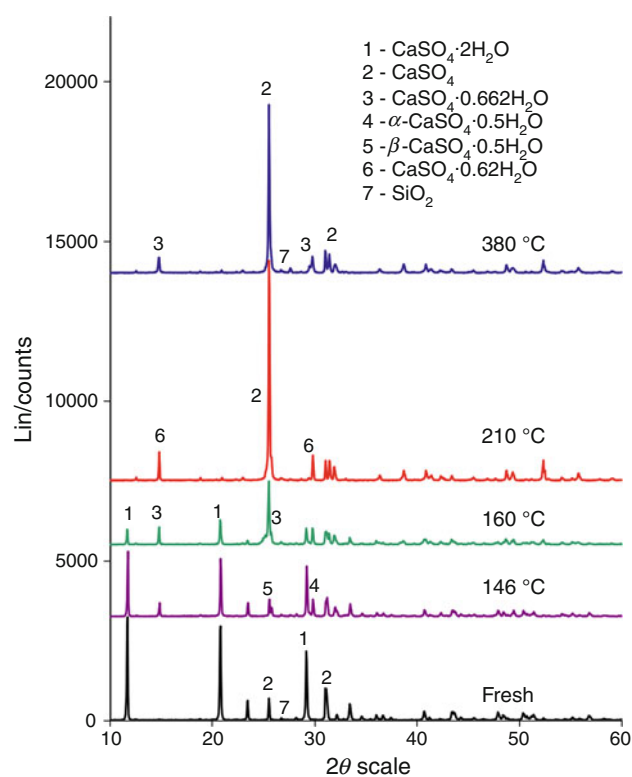 1 - CaSO₄·2H₂O
2 - CaSO₄
3 - CaSO₄·0.662H₂O
4 - α-CaSO₄·0.5H₂O
5 - β-CaSO₄·0.5H₂O
6 - CaSO₄·0.62H₂O
7 - SiO₂
20000
15000
10000
5000
0
Lin/counts
2
3
7
3
2
380 °C
2
6
6
210 °C
1
3
1
3
160 °C
5
4
146 °C
2
7
1
2
Fresh
10
20
30
40
50
60
2θ scale